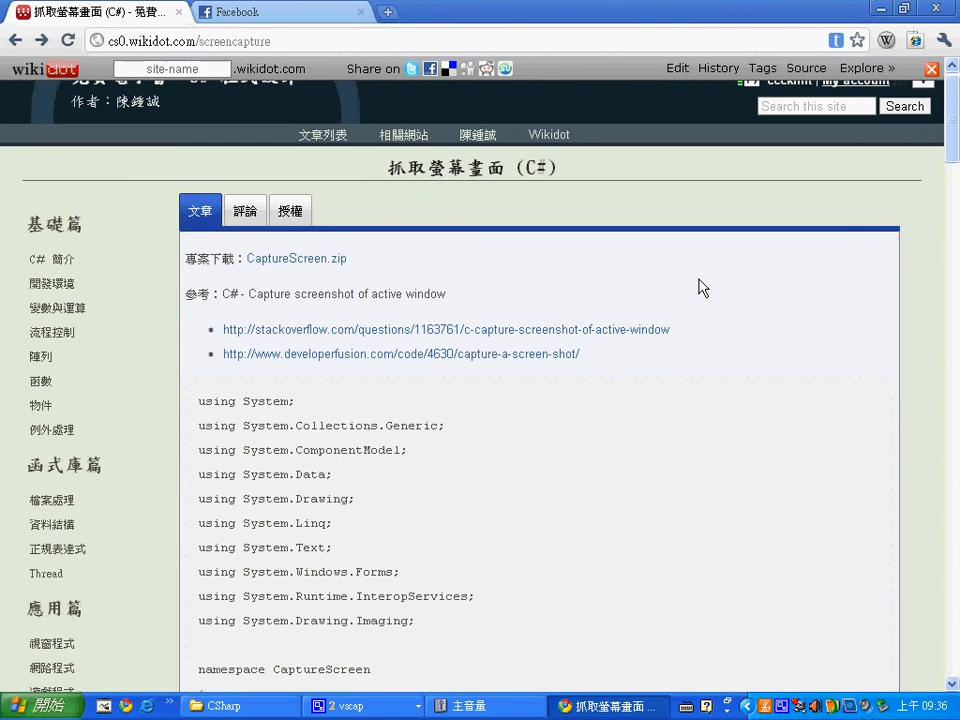 抓取螢幕畫面 (C#) - 免費...
Facebook
cs0.wikidot.com/screencapture
wikidot
site-name
.wikidot.com
Share on
Edit History Tags Source Explore »
my account
作者：陳鍾誠
Search this site
Search
文章列表 相關網站 陳鍾誠 Wikidot
抓取螢幕畫面 (C#)
文章 評論 授權
基礎篇
C# 簡介
開發環境
變數與運算
流程控制
陣列
函數
物件
例外處理
函式庫篇
檔案處理
資料結構
正規表達式
Thread
應用篇
視窗程式
網路程式
專案下載：CaptureScreen.zip
參考：C# - Capture screenshot of active window
http://stackoverflow.com/questions/1163761/c-capture-screenshot-of-active-window
http://www.developerfusion.com/code/4630/capture-a-screen-shot/
using System;
using System.Collections.Generic;
using System.ComponentModel;
using System.Data;
using System.Drawing;
using System.Linq;
using System.Text;
using System.Windows.Forms;
using System.Runtime.InteropServices;
using System.Drawing.Imaging;
namespace CaptureScreen
開始
CSharp
2 vscap
主音量
抓取螢幕畫面 ...
上午 09:36